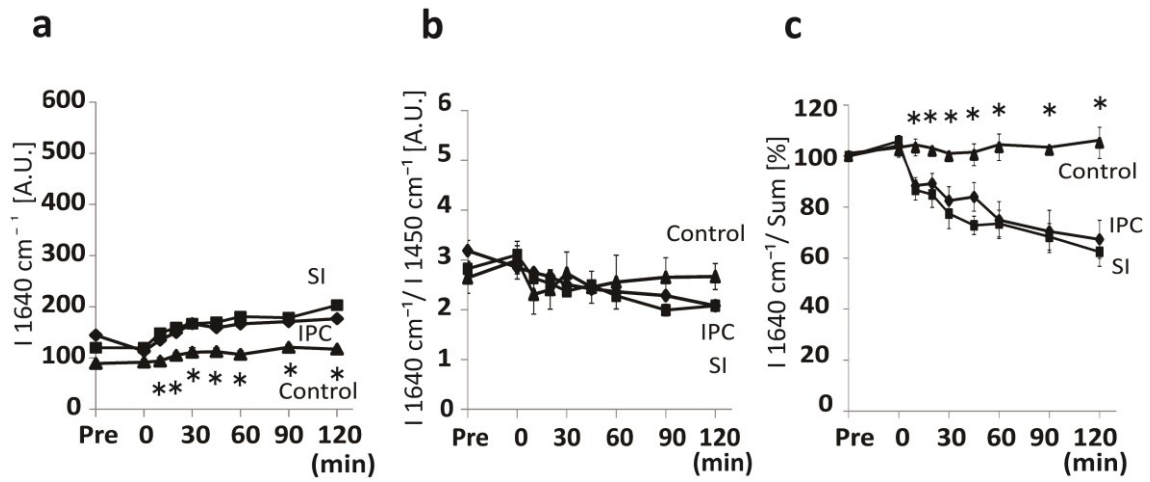 a
I 1640 cm⁻¹ [A.U.]
600
500
400
300
200
100
0
SI
IPC
Control
* * * * * * *
Pre 0 30 60 90 120
(min)
b
I 1640 cm⁻¹/ I 1450 cm⁻¹ [A.U.]
6
5
4
3
2
1
0
Control
IPC
SI
Pre 0 30 60 90 120
(min)
c
I 1640 cm⁻¹/ Sum [%]
120
100
80
60
40
20
0
* * * * * * *
Control
IPC
SI
Pre 0 30 60 90 120
(min)